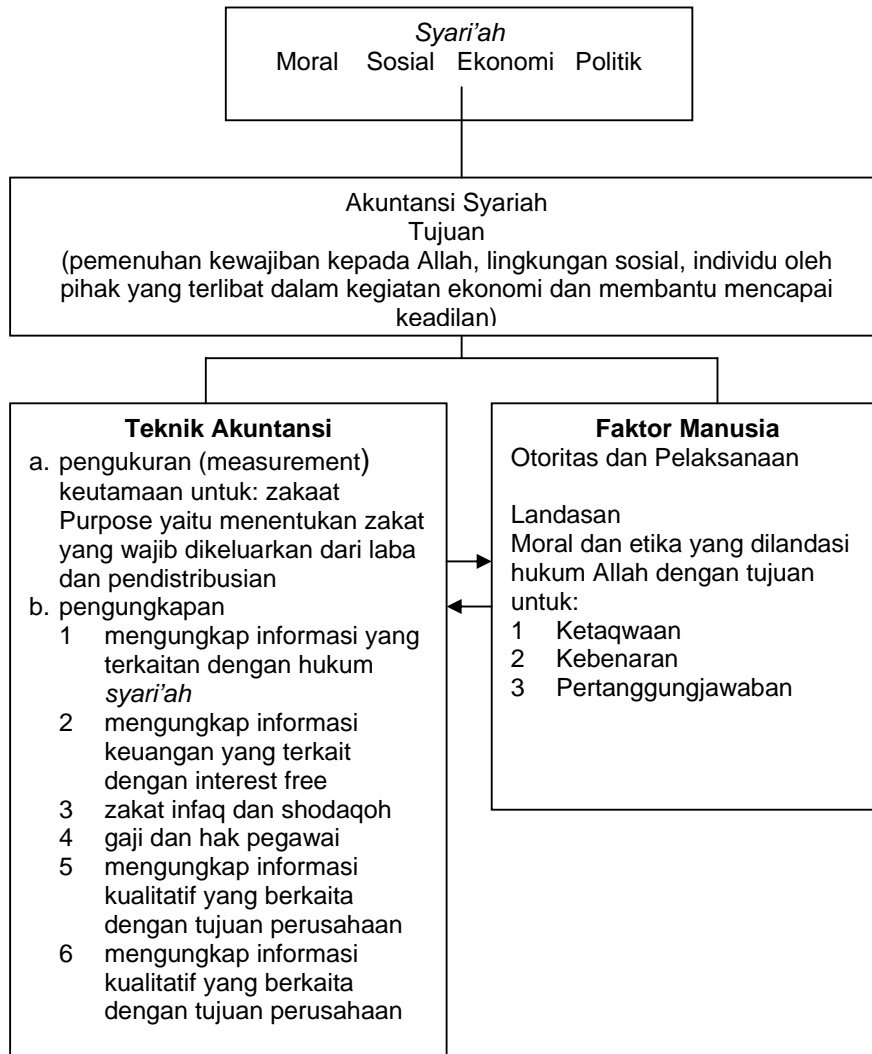 Syari'ah
Moral Sosial Ekonomi Politik
Akuntansi Syariah
Tujuan
(pemenuhan kewajiban kepada Allah, lingkungan sosial, individu oleh
pihak yang terlibat dalam kegiatan ekonomi dan membantu mencapai
keadilan)
Teknik Akuntansi
a. pengukuran (measurement)
keutamaan untuk: zakaat
Purpose yaitu menentukan zakat
yang wajib dikeluarkan dari laba
dan pendistribusian
b. pengungkapan
1 mengungkap informasi yang
terkaitan dengan hukum
syari'ah
2 mengungkap informasi
keuangan yang terkait
dengan interest free
3 zakat infaq dan shodaqoh
4 gaji dan hak pegawai
5 mengungkap informasi
kualitatif yang berkaita
dengan tujuan perusahaan
6 mengungkap informasi
kualitatif yang berkaita
dengan tujuan perusahaan
Faktor Manusia
Otoritas dan Pelaksanaan
Landasan
Moral dan etika yang dilandasi
hukum Allah dengan tujuan
untuk:
1 Ketaqwaan
2 Kebenaran
3 Pertanggungjawaban